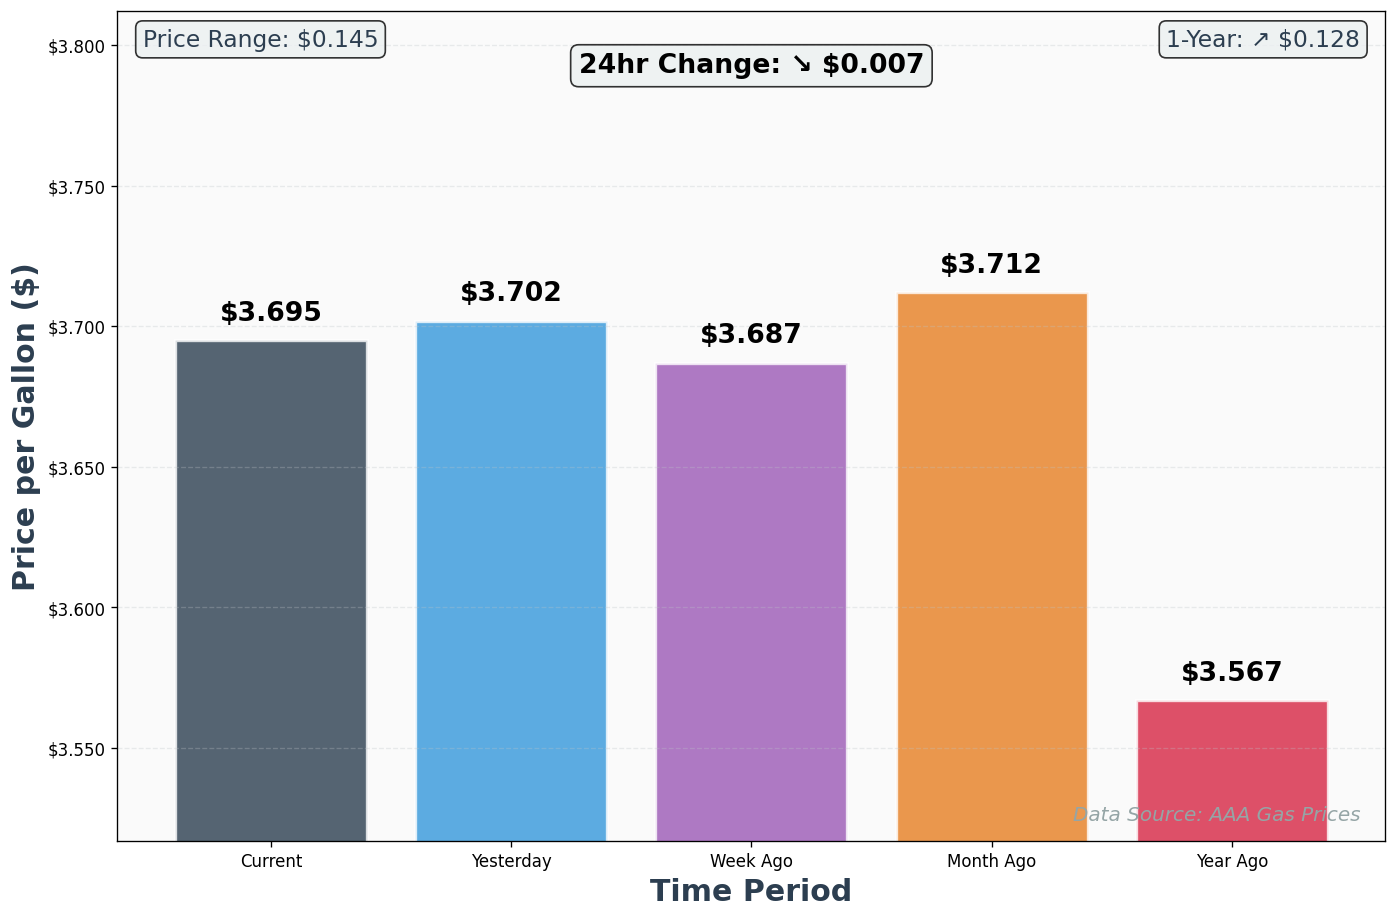 Price Range: $0.145
24hr Change: ↘ $0.007
1-Year: ↗ $0.128
Price per Gallon ($)
$3.800
$3.750
$3.700
$3.650
$3.600
$3.550
$3.695
$3.702
$3.687
$3.712
$3.567
Data Source: AAA Gas Prices
Current
Yesterday
Week Ago
Month Ago
Year Ago
Time Period